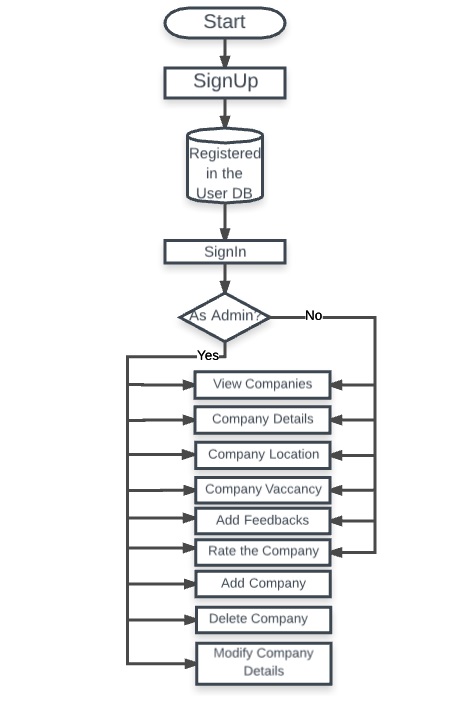 Start
SignUp
Registered
in the
User DB
SignIn
As Admin?
No
Yes
View Companies
Company Details
Company Location
Company Vaccancy
Add Feedbacks
Rate the Company
Add Company
Delete Company
Modify Company
Details